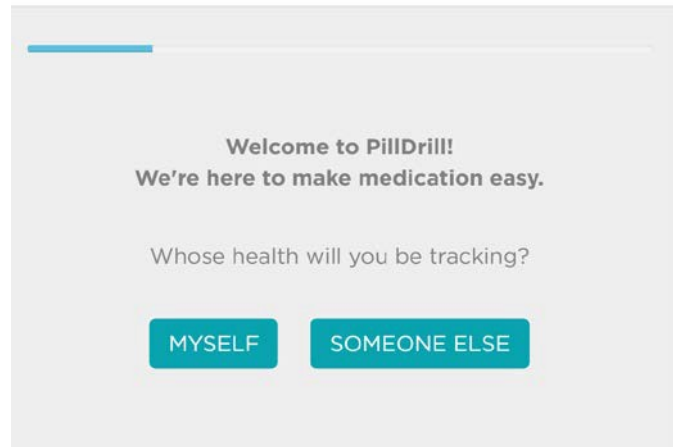 Welcome to PillDrill!
We're here to make medication easy.
Whose health will you be tracking?
MYSELF
SOMEONE ELSE